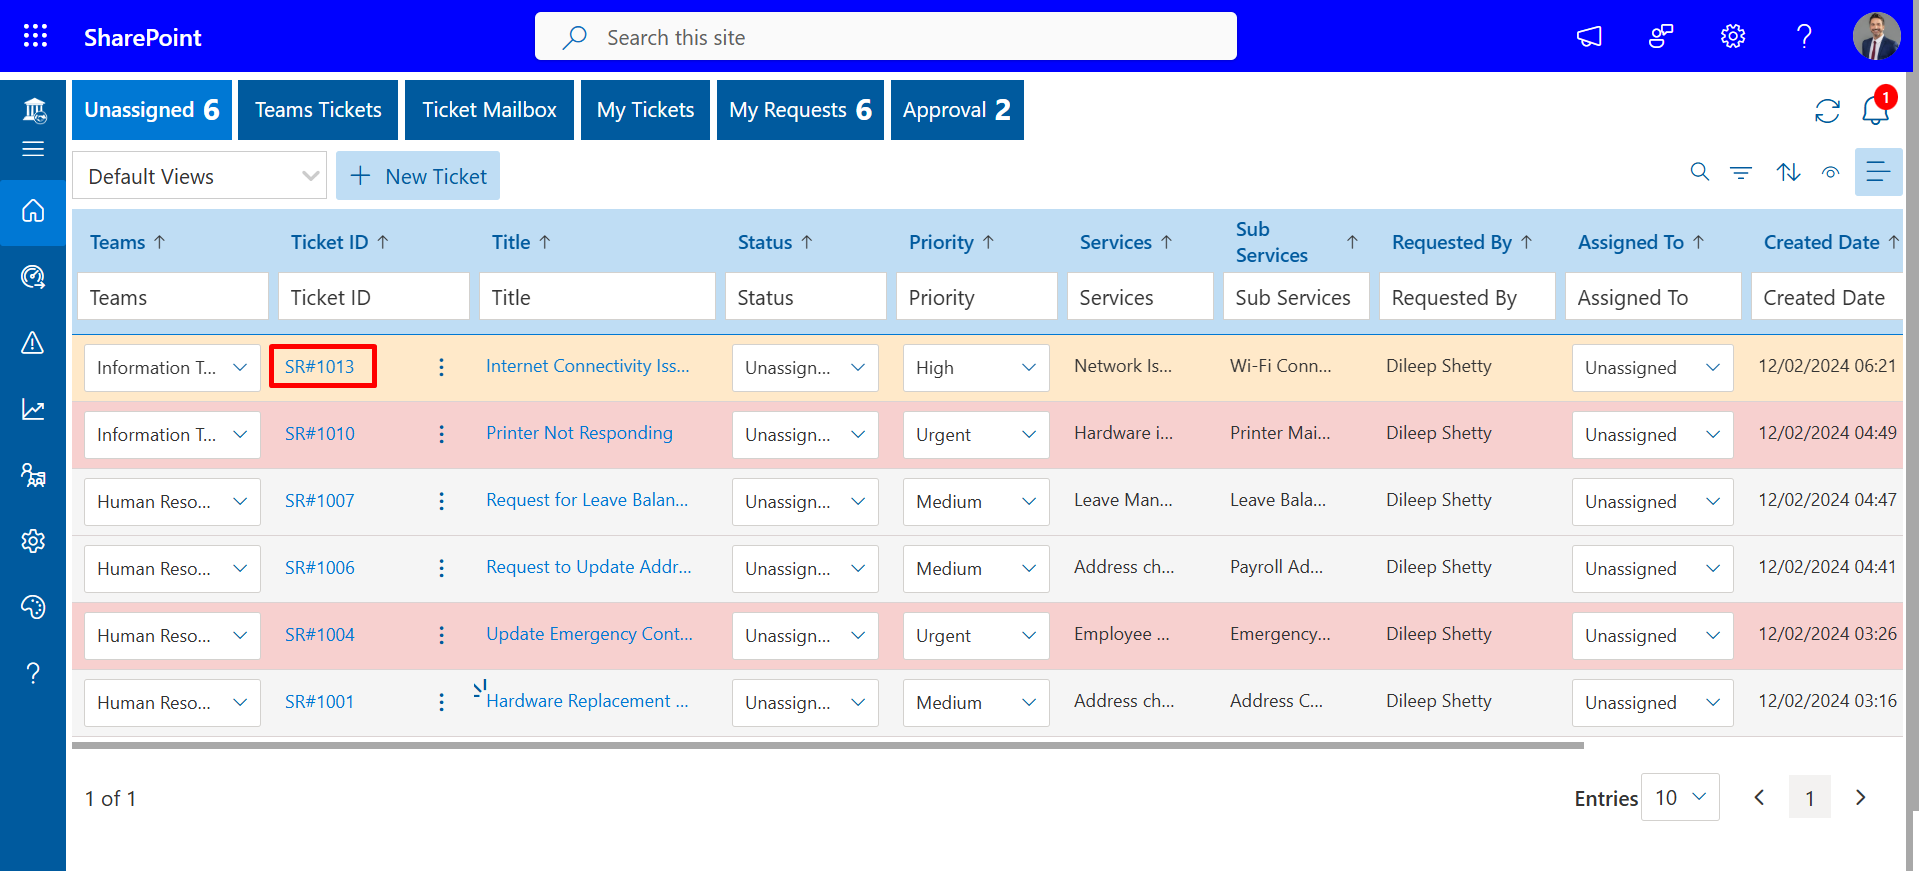 SharePoint
Search this site
Unassigned 6
Teams Tickets
Ticket Mailbox
My Tickets
My Requests 6
Approval 2
1
Default Views
New Ticket
Teams Ticket ID Title Status Priority Services Sub Services Requested By Assigned To Created Date
Teams Ticket ID Title Status Priority Services Sub Services Requested By Assigned To Created Date
Information T... SR#1013 Internet Connectivity Iss... Unassign... High Network Is... Wi-Fi Conn... Dileep Shetty Unassigned 12/02/2024 06:21
Information T... SR#1010 Printer Not Responding Unassign... Urgent Hardware i... Printer Mai... Dileep Shetty Unassigned 12/02/2024 04:49
Human Reso... SR#1007 Request for Leave Balan... Unassign... Medium Leave Man... Leave Bala... Dileep Shetty Unassigned 12/02/2024 04:47
Human Reso... SR#1006 Request to Update Addr... Unassign... Medium Address ch... Payroll Ad... Dileep Shetty Unassigned 12/02/2024 04:41
Human Reso... SR#1004 Update Emergency Cont... Unassign... Urgent Employee ... Emergency... Dileep Shetty Unassigned 12/02/2024 03:26
Human Reso... SR#1001 Hardware Replacement ... Unassign... Medium Address ch... Address C... Dileep Shetty Unassigned 12/02/2024 03:16
1 of 1
Entries 10
1